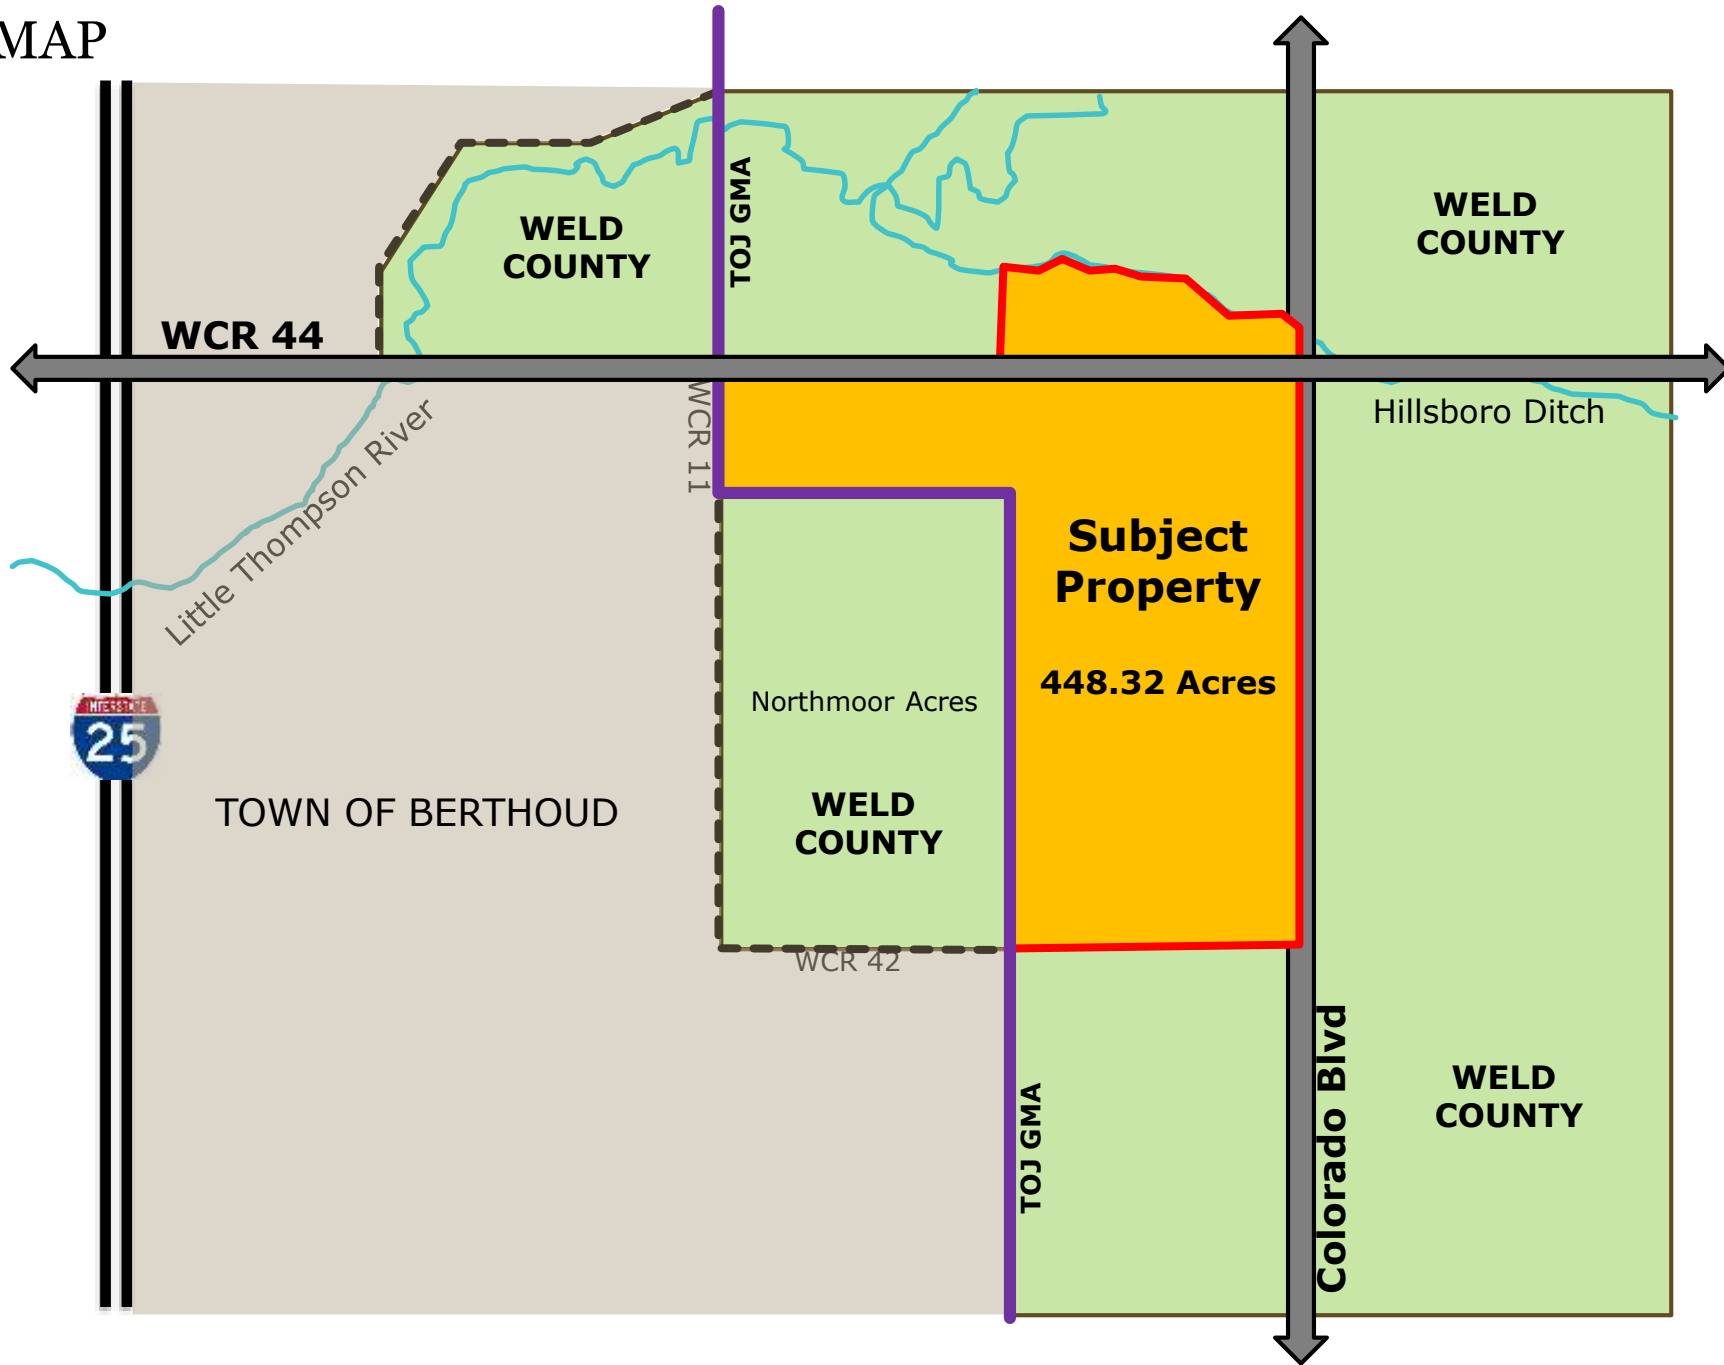 MAP
WELD
COUNTY
TOJ GMA
WELD
COUNTY
WCR 44
WCR 11
Hillsboro Ditch
Little Thompson River
Subject
Property
448.32 Acres
INTERSTATE
25
Northmoor Acres
TOWN OF BERTHOUD
WELD
COUNTY
WCR 42
Colorado Blvd
TOJ GMA
WELD
COUNTY